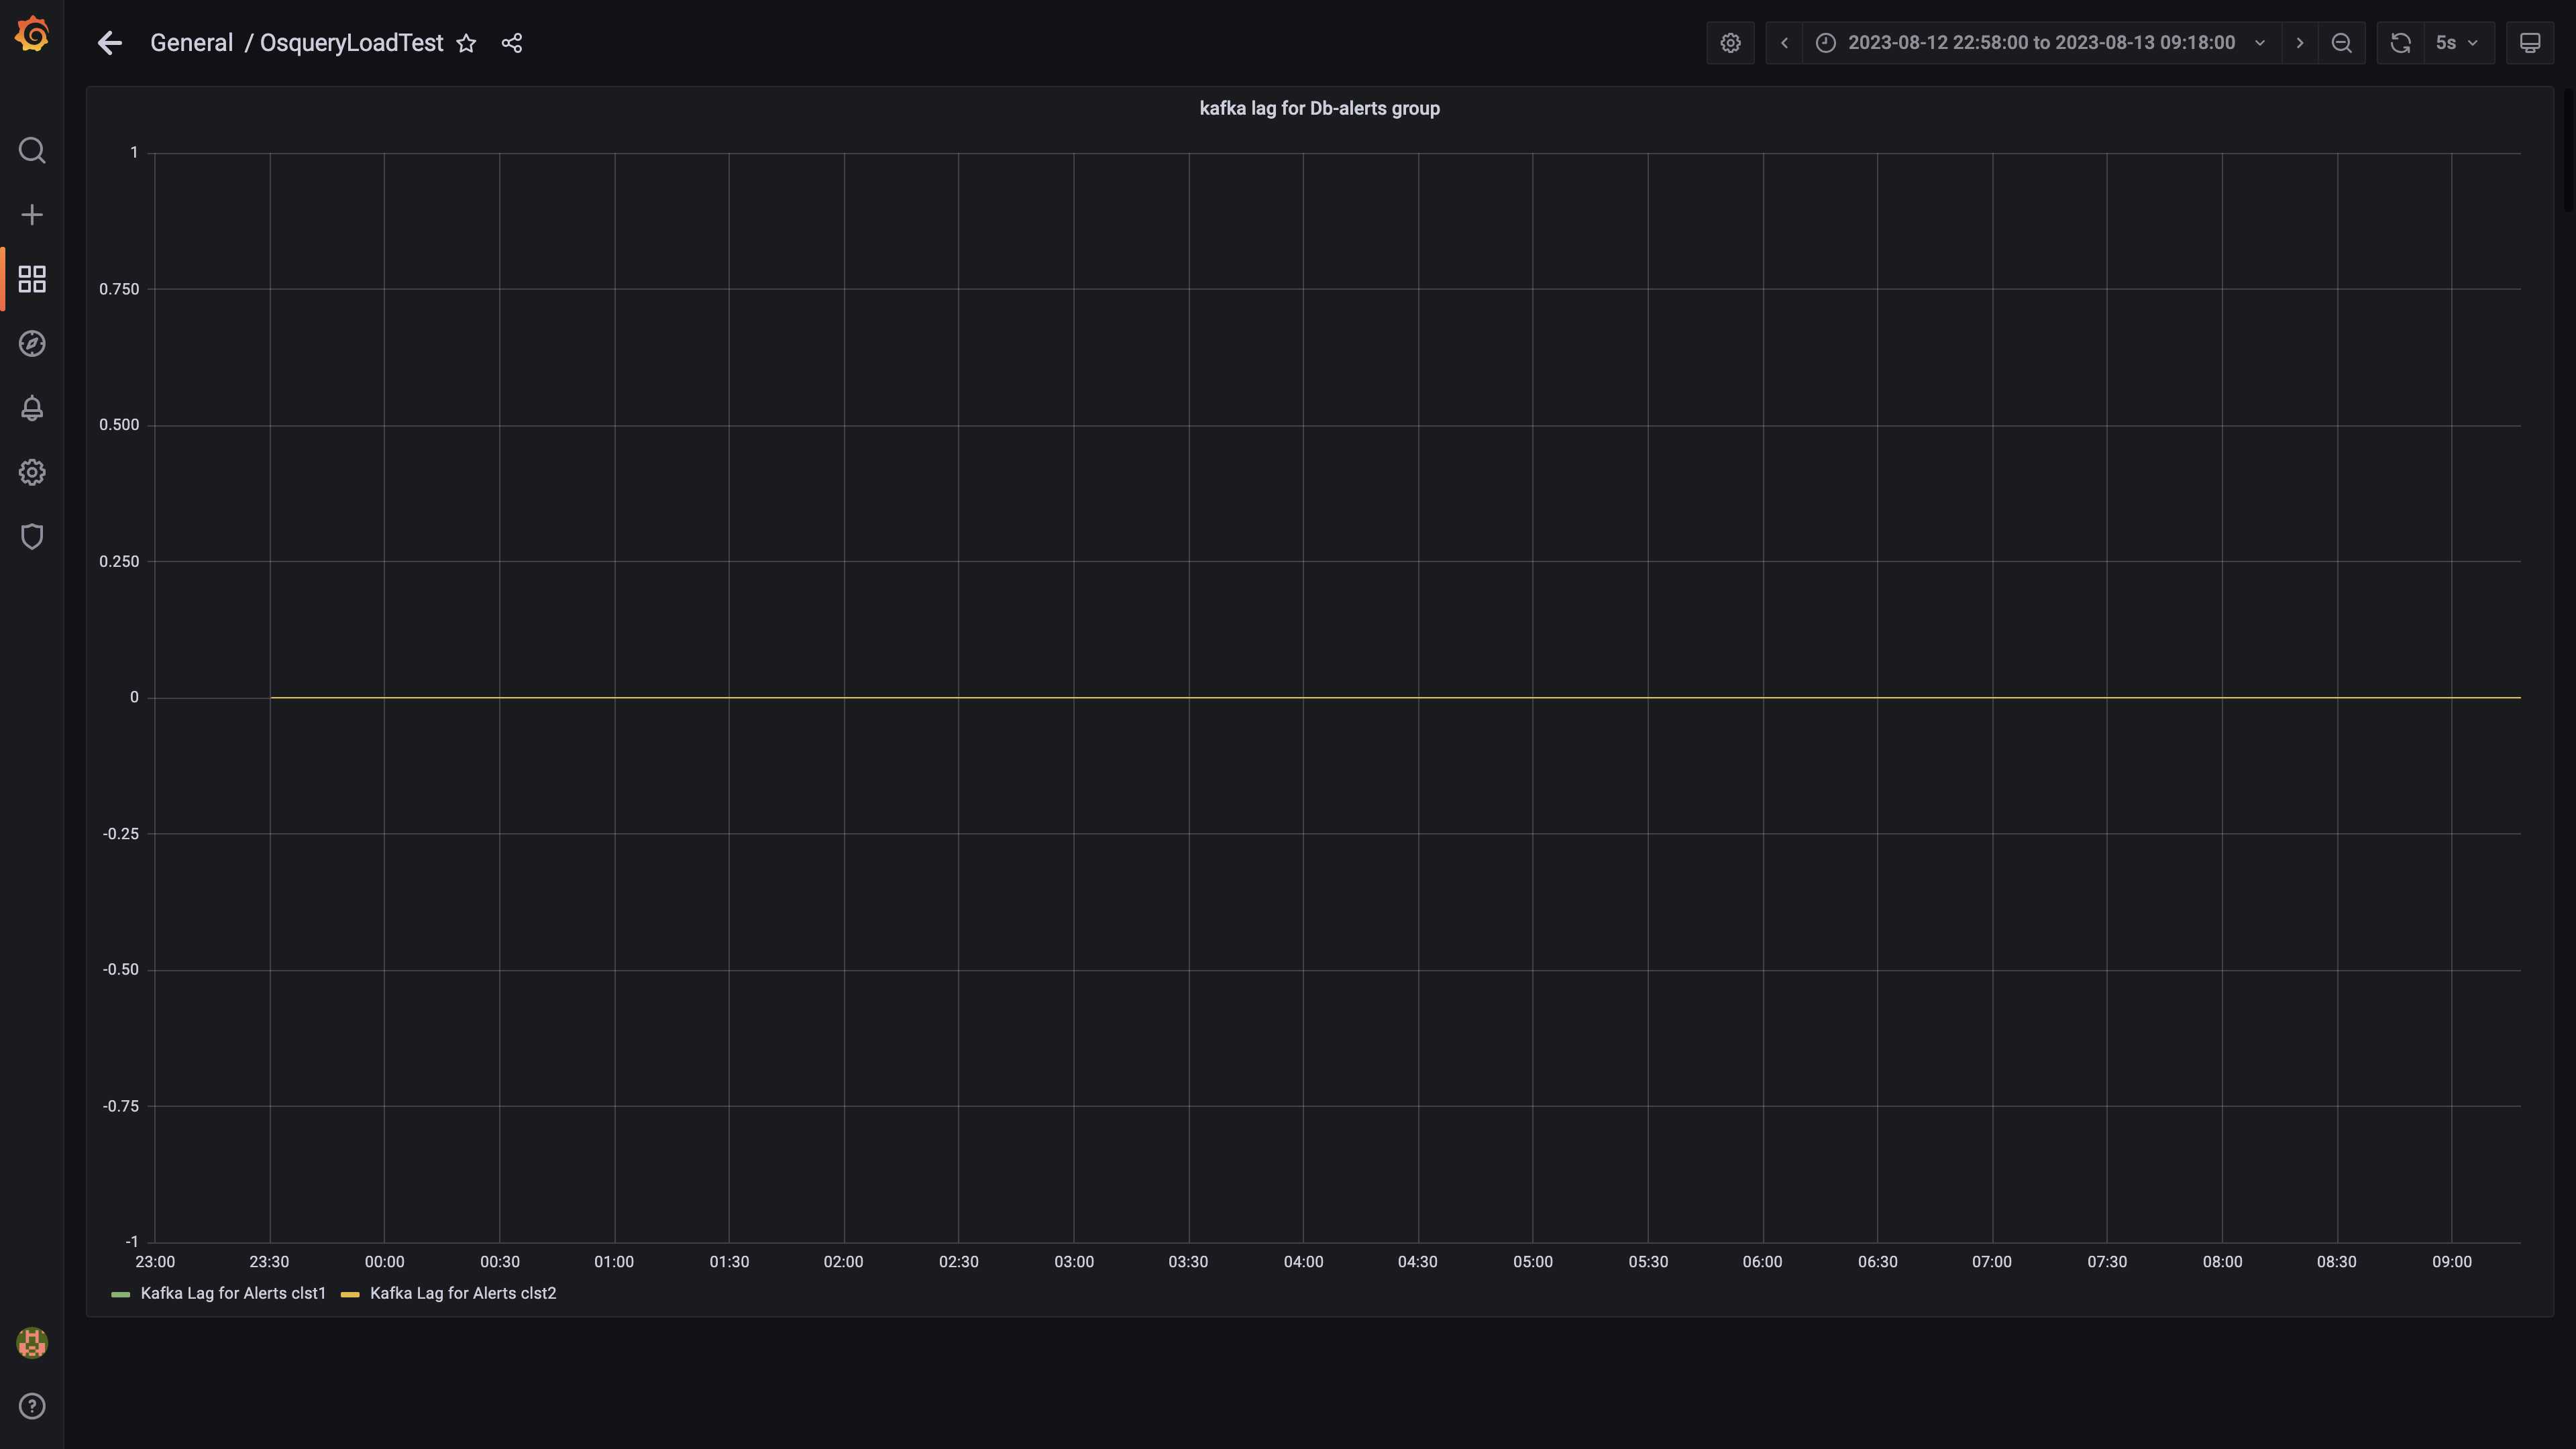 General / OsqueryLoadTest
2023-08-12 22:58:00 to 2023-08-13 09:18:00
5s
kafka lag for Db-alerts group
1
0.750
0.500
0.250
0
-0.25
-0.50
-0.75
-1
23:00 23:30 00:00 00:30 01:00 01:30 02:00 02:30 03:00 03:30 04:00 04:30 05:00 05:30 06:00 06:30 07:00 07:30 08:00 08:30 09:00
Kafka Lag for Alerts clst1 Kafka Lag for Alerts clst2